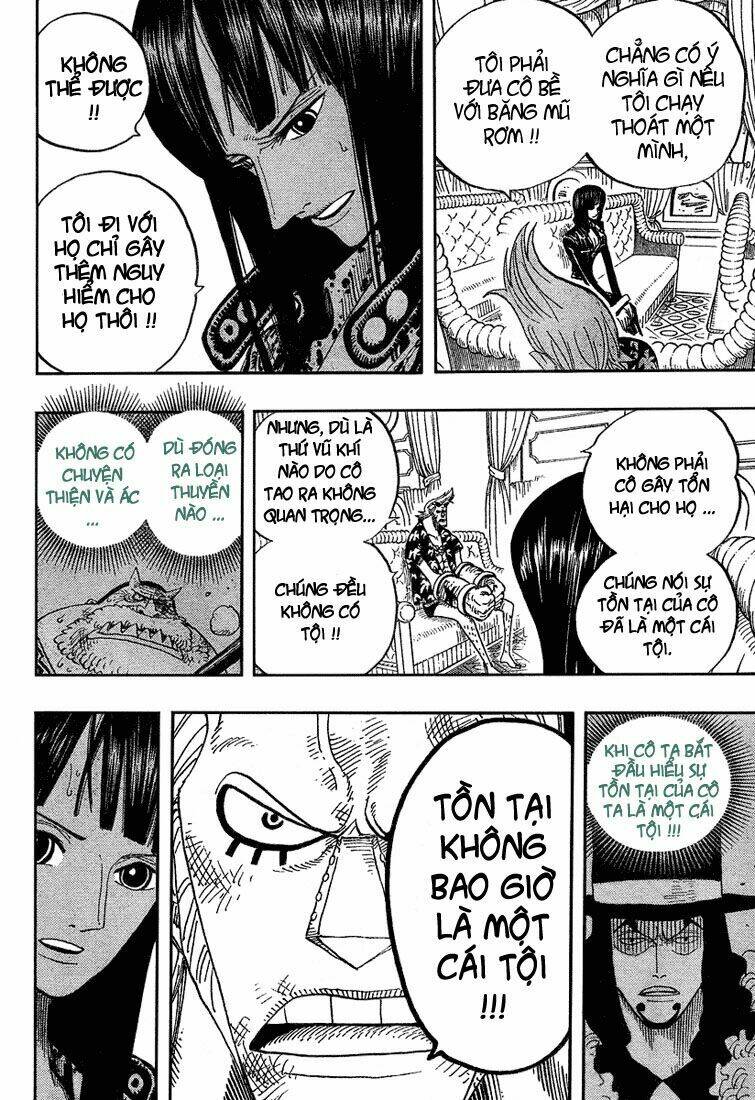 CHẲNG CÓ Ý
NGHĨA GÌ NẾU
TÔI CHẠY
THOÁT MỘT
MÌNH,
TÔI PHẢI
ĐƯA CÔ BỀ
VỚI BĂNG MŨ
RƠM !!
KHÔNG
THỂ ĐƯỢC
!!
TÔI ĐI VỚI
HỌ CHỈ GÂY
THÊM NGUY
HIỂM CHO
HỌ THÔI !!
KHÔNG PHẢI
CÔ GÂY TỔN
HẠI CHO HỌ ...
CHÚNG NÓI SỰ
TỒN TẠI CỦA CÔ
ĐÃ LÀ MỘT CÁI
TỘI.
NHƯNG, DÙ LÀ
THỨ VŨ KHÍ
NÀO DO CÔ
TAO RA KHÔNG
QUAN TRỌNG...
CHÚNG ĐỀU
KHÔNG CÓ
TỘI !!
DÙ ĐÓNG
RA LOẠI
THUYỀN
NÀO ...
KHÔNG CÓ
CHUYỆN
THIỆN VÀ ÁC
...
KHI CÔ TA BẮT
ĐẦU HIỂU SỰ
TỒN TẠI CỦA CÔ
TA LÀ MỘT CÁI
TỘI !!!
TỒN TẠI
KHÔNG
BAO GIỜ
LÀ MỘT
CÁI TỘI
!!!